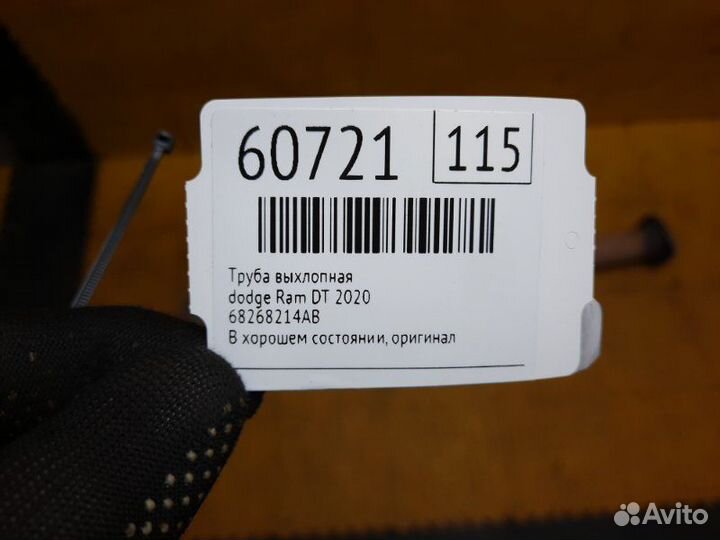 60721 115
Труба выхлопная
dodge Ram DT 2020
68268214AB
В хорошем состоянии, оригинал
Avito